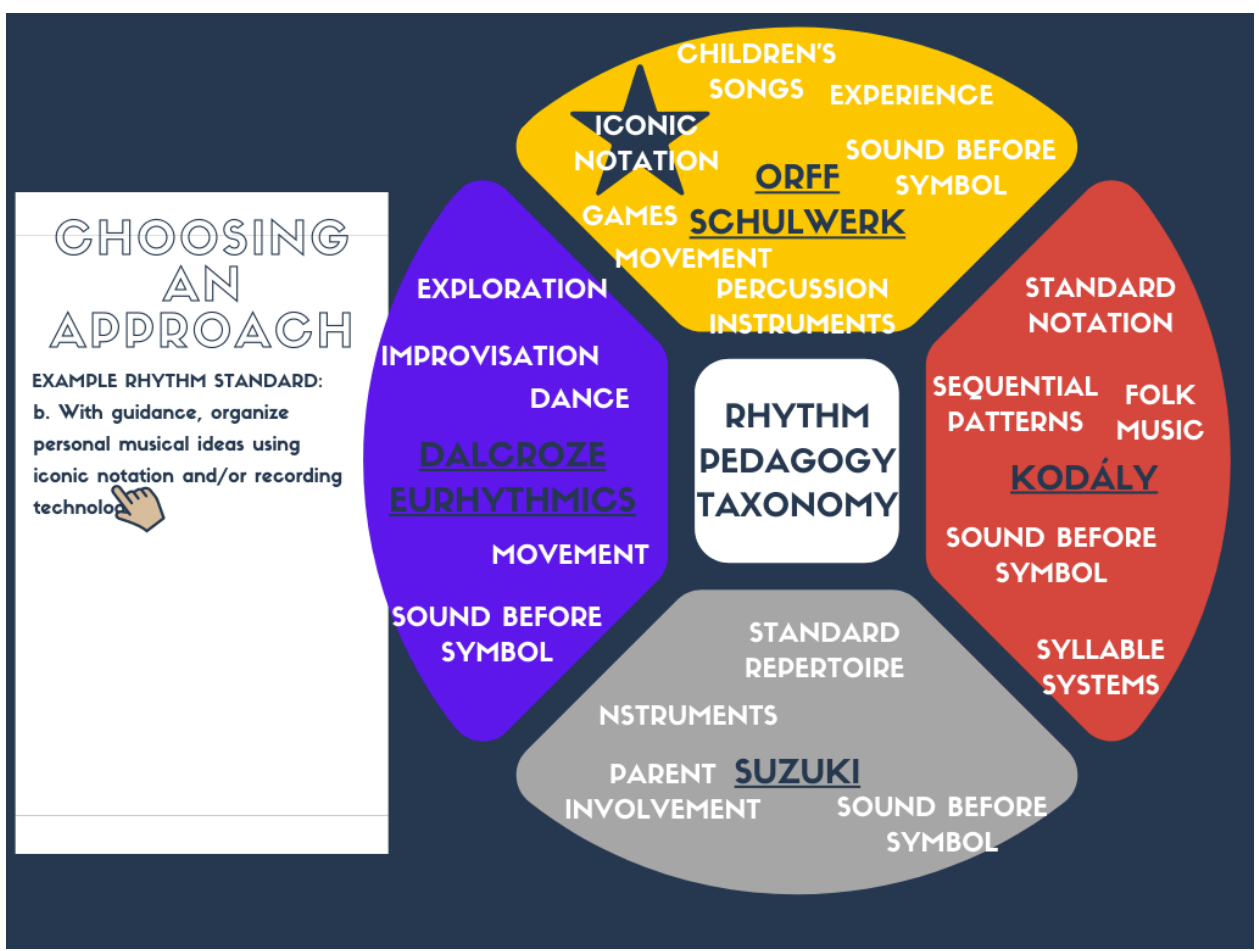 CHOOSING
AN
APPROACH
EXAMPLE RHYTHM STANDARD:
b. With guidance, organize
personal musical ideas using
iconic notation and/or recording
CHILDREN'S
SONGS
EXPERIENCE
ICONIC
NOTATION
SOUND BEFORE
SYMBOL
ORFF
SCHULWERK
GAMES
MOVEMENT
PERCUSSION
INSTRUMENTS
EXPLORATION
IMPROVISATION
DANCE
DALCROZE
EURHYTHMICS
MOVEMENT
SOUND BEFORE
SYMBOL
RHYTHM
PEDAGOGY
TAXONOMY
STANDARD
NOTATION
SEQUENTIAL
PATTERNS
FOLK
MUSIC
KODÁLY
SOUND BEFORE
SYMBOL
SYLLABLE
SYSTEMS
STANDARD
REPERTOIRE
NSTRUMENTS
PARENT
INVOLVEMENT
SUZUKI
SOUND BEFORE
SYMBOL